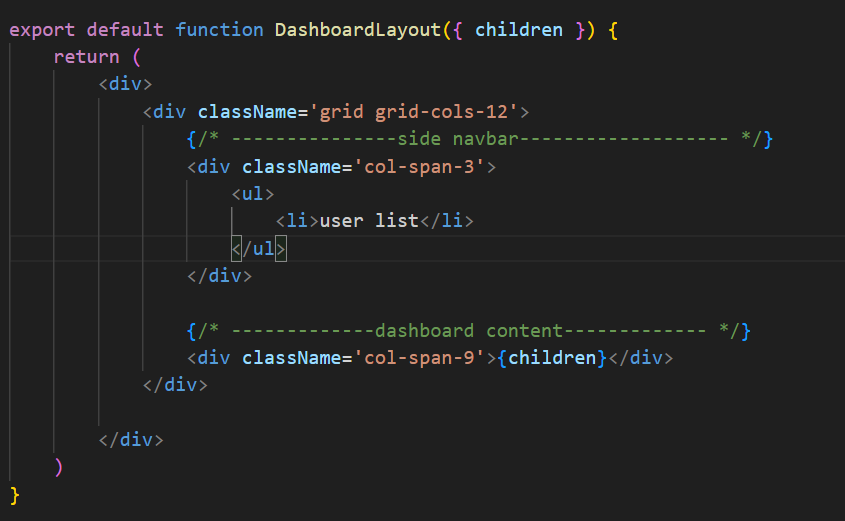 export default function DashboardLayout({ children }) {
    return (
        <div>
            <div className='grid grid-cols-12'>
                {/* ---------------side navbar------------------- */}
                <div className='col-span-3'>
                    <ul>
                        <li>user list</li>
                    </ul>
                </div>

                {/* -------------dashboard content------------- */}
                <div className='col-span-9'>{children}</div>
            </div>

        </div>
    )
}